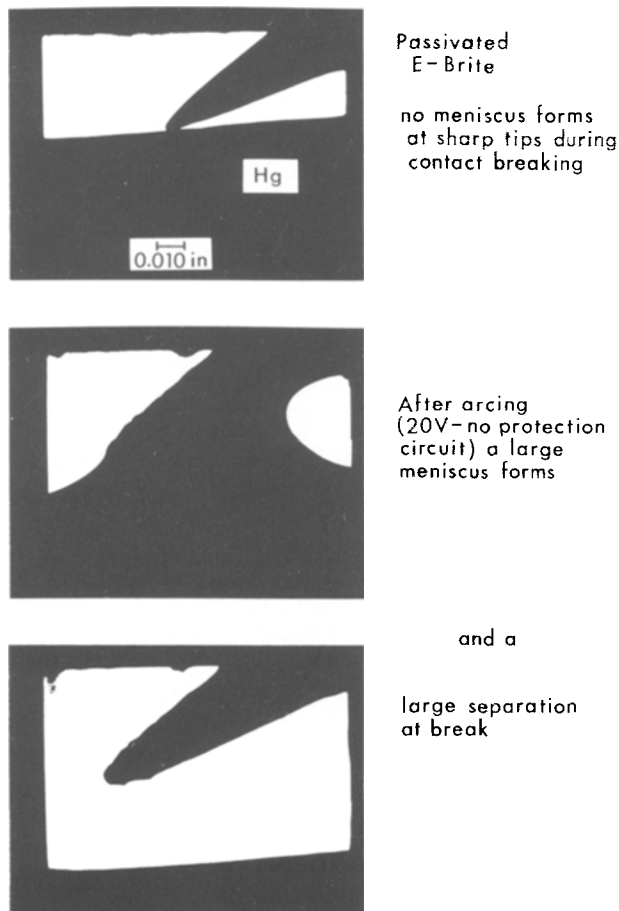 Passivated
E-Brite
no meniscus forms
at sharp tips during
contact breaking
Hg
0.010 in
After arcing
(20V-no protection
circuit) a large
meniscus forms
and a
large separation
at break